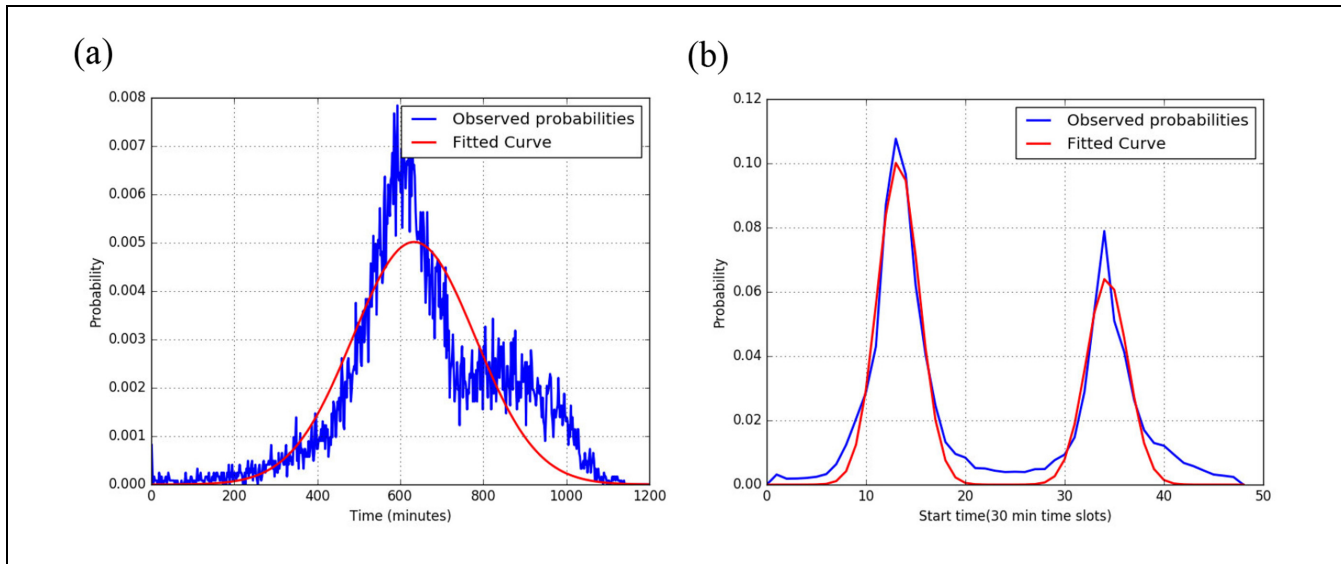 (a)
0.008
0.007
0.006
0.005
0.004
0.003
0.002
0.001
0.000
Probability
Observed probabilities
Fitted Curve
0 200 400 600 800 1000 1200
Time (minutes)
(b)
0.12
0.10
0.08
0.06
0.04
0.02
0.00
Probability
Observed probabilities
Fitted Curve
0 10 20 30 40 50
Start time(30 min time slots)